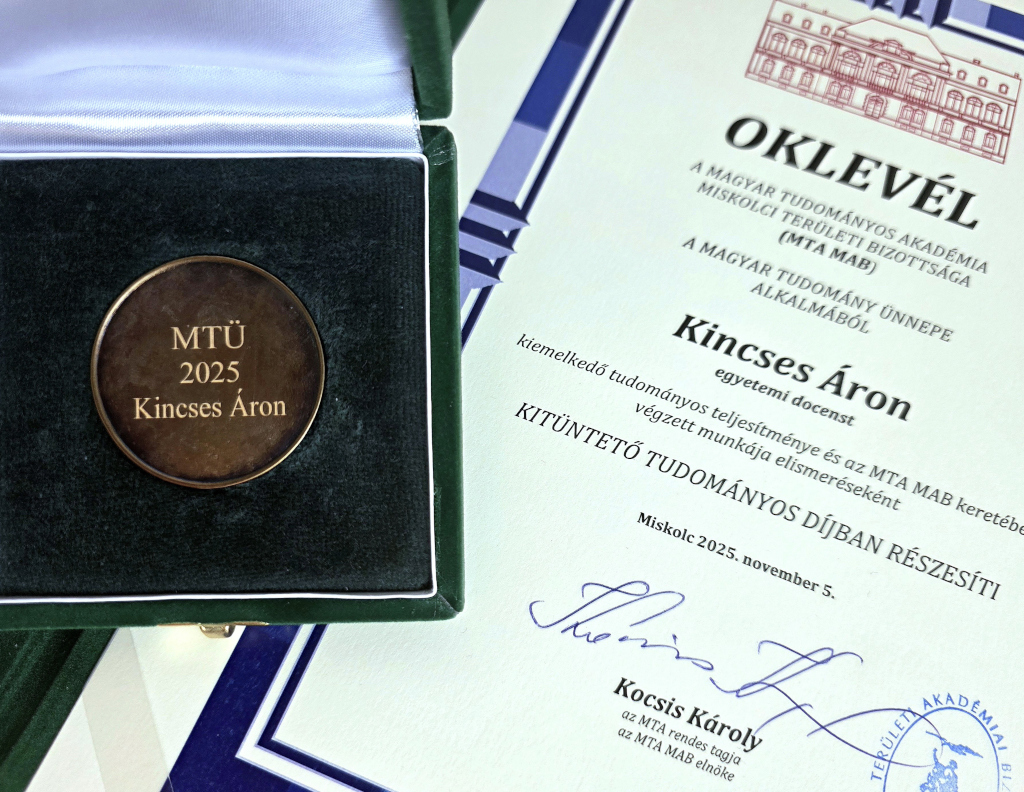 MTÜ
2025
Kincses Áron
OKLEVÉL
A MAGYAR TUDOMÁNYOS AKADÉMIA
MISKOLCI TERÜLETI BIZOTTSÁGA
(MTA MAB)
A MAGYAR TUDOMÁNY ÜNNEPE
ALKALMÁBÓL
Kincses Áron
egyetemi docenst
kiemelkedő tudományos teljesítménye és az MTA MAB keretébe
végzett munkája elismeréseként
KITÜNTETŐ TUDOMÁNYOS DÍJBAN RÉSZESÍTI
Miskolc 2025. november 5.
Kocsis Károly
az MTA rendes tagja
az MTA MAB elnöke
TERÜLETI AKADÉMIAI BIZ